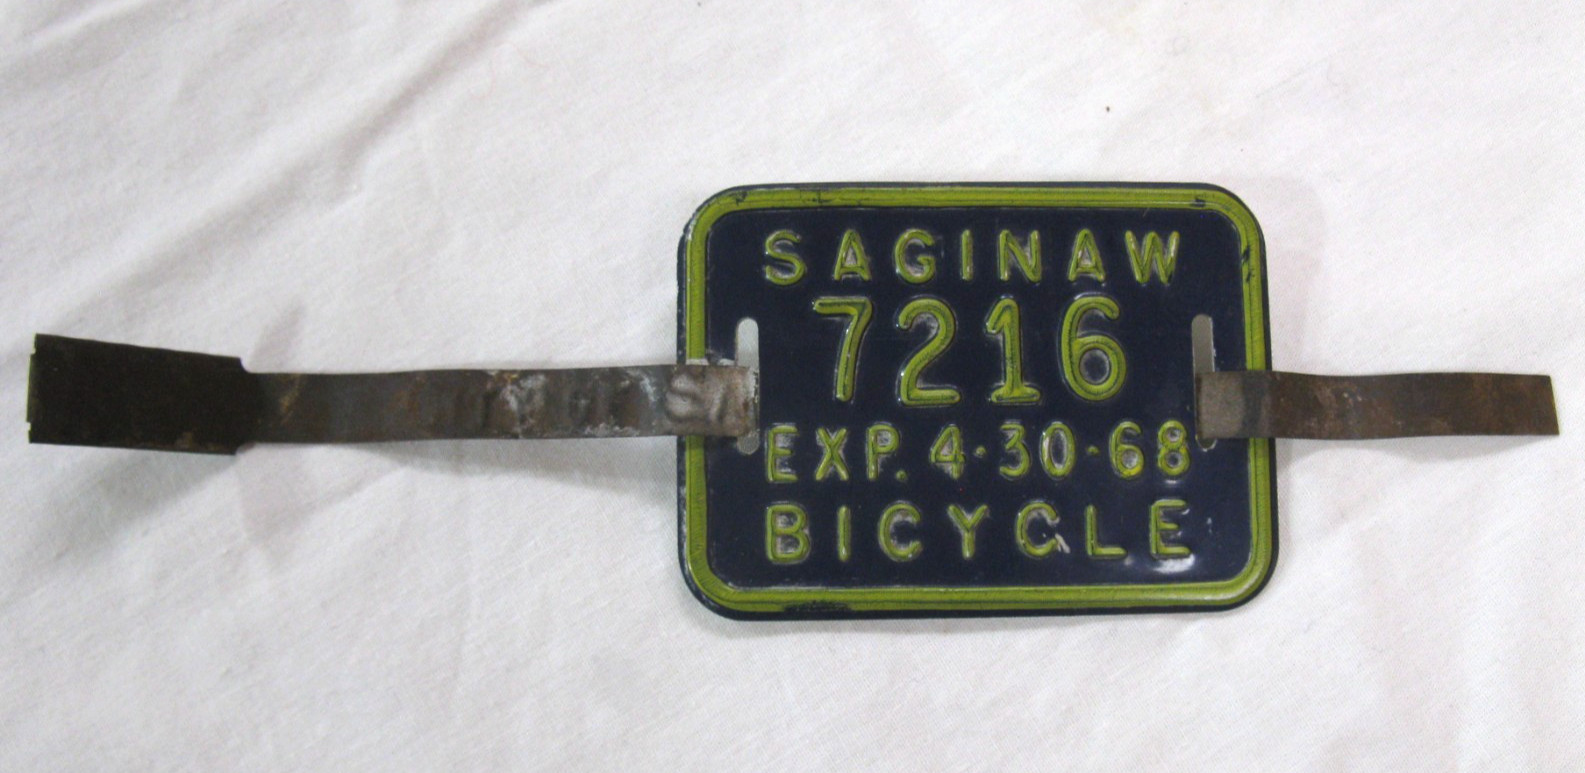 SAGINAW
7216
EXP. 4·30·68
BICYCLE